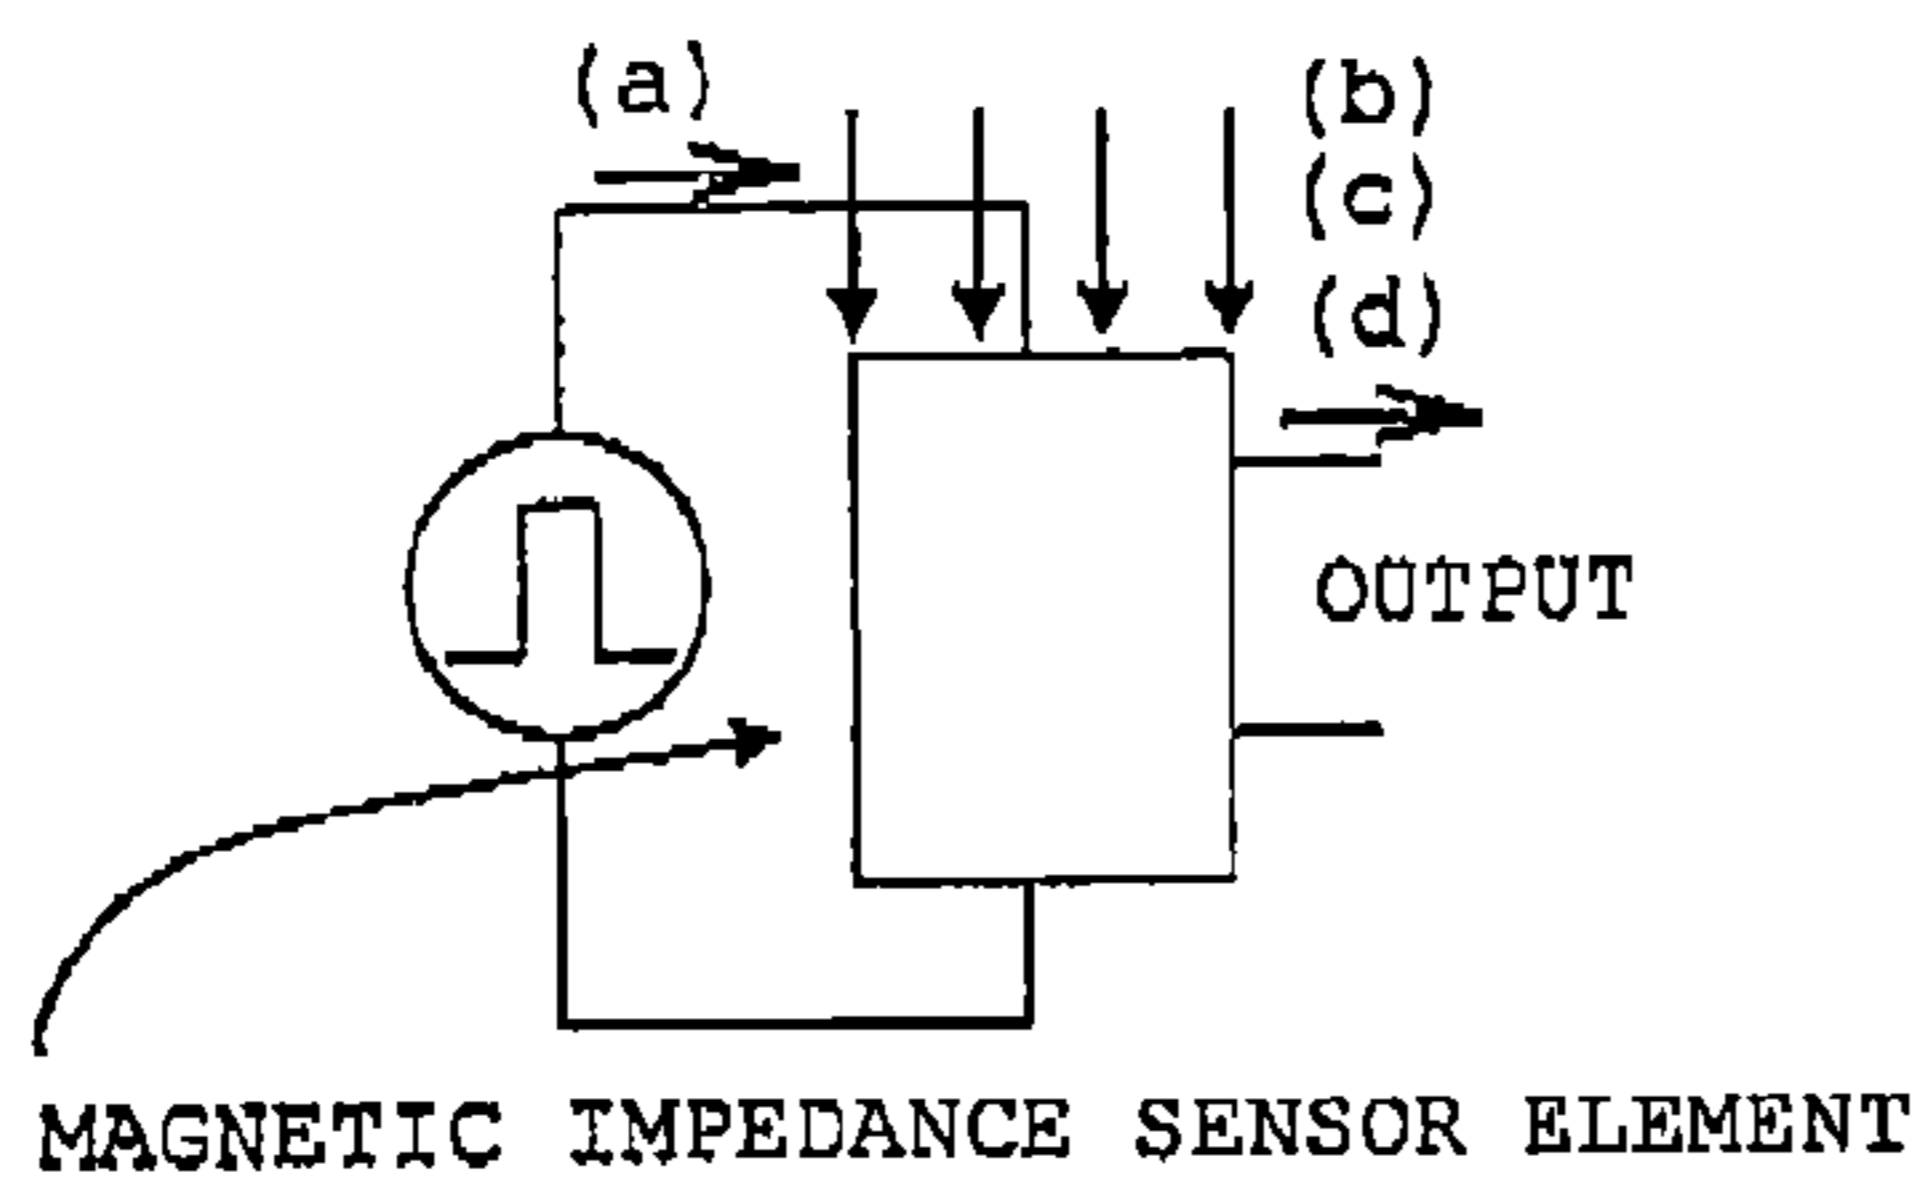 (a)
(b)
(c)
(d)
OUTPUT
MAGNETIC IMPEDANCE SENSOR ELEMENT